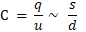 C = q/u ~ s/d